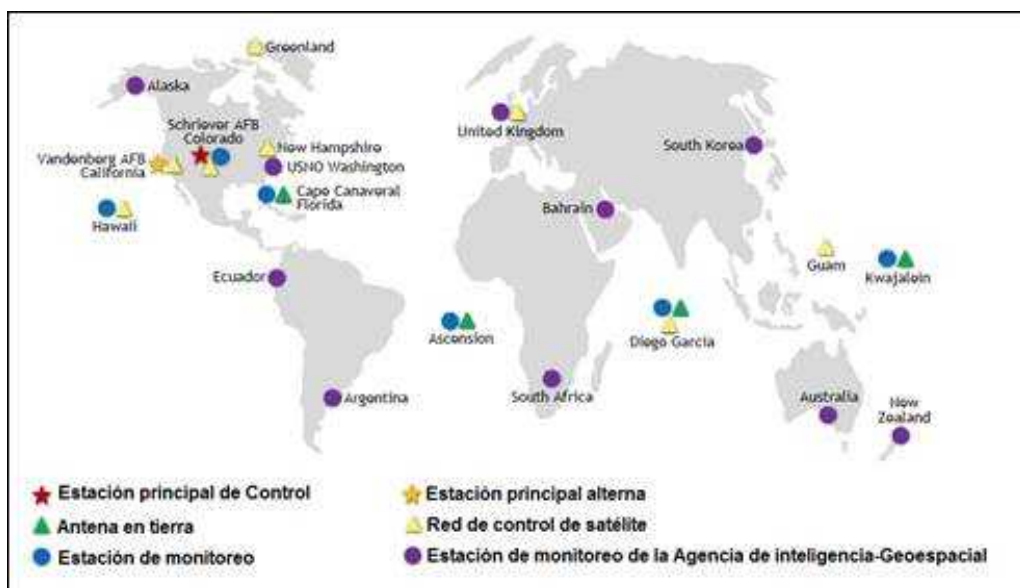 Greenland
Alaska
Schriever AFB
Colorado
New Hampshire
Vandenberg AFB
California
USNO Washington
Cape Canaveral
Florida
Hawaii
United Kingdom
South Korea
Bahrain
Guam
Kwajalein
Ecuador
Ascension
Diego Garcia
Argentina
South Africa
Australia
New
Zealand
Estación principal de Control
Antena en tierra
Estación de monitoreo
Estación principal alterna
Red de control de satélite
Estación de monitoreo de la Agencia de inteligencia-Geoespacial